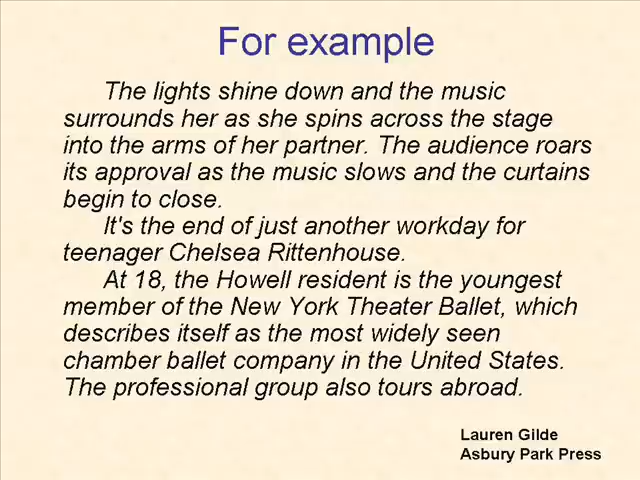 For example
The lights shine down and the music
surrounds her as she spins across the stage
into the arms of her partner. The audience roars
its approval as the music slows and the curtains
begin to close.
It's the end of just another workday for
teenager Chelsea Rittenhouse.
At 18, the Howell resident is the youngest
member of the New York Theater Ballet, which
describes itself as the most widely seen
chamber ballet company in the United States.
The professional group also tours abroad.
Lauren Gilde
Asbury Park Press